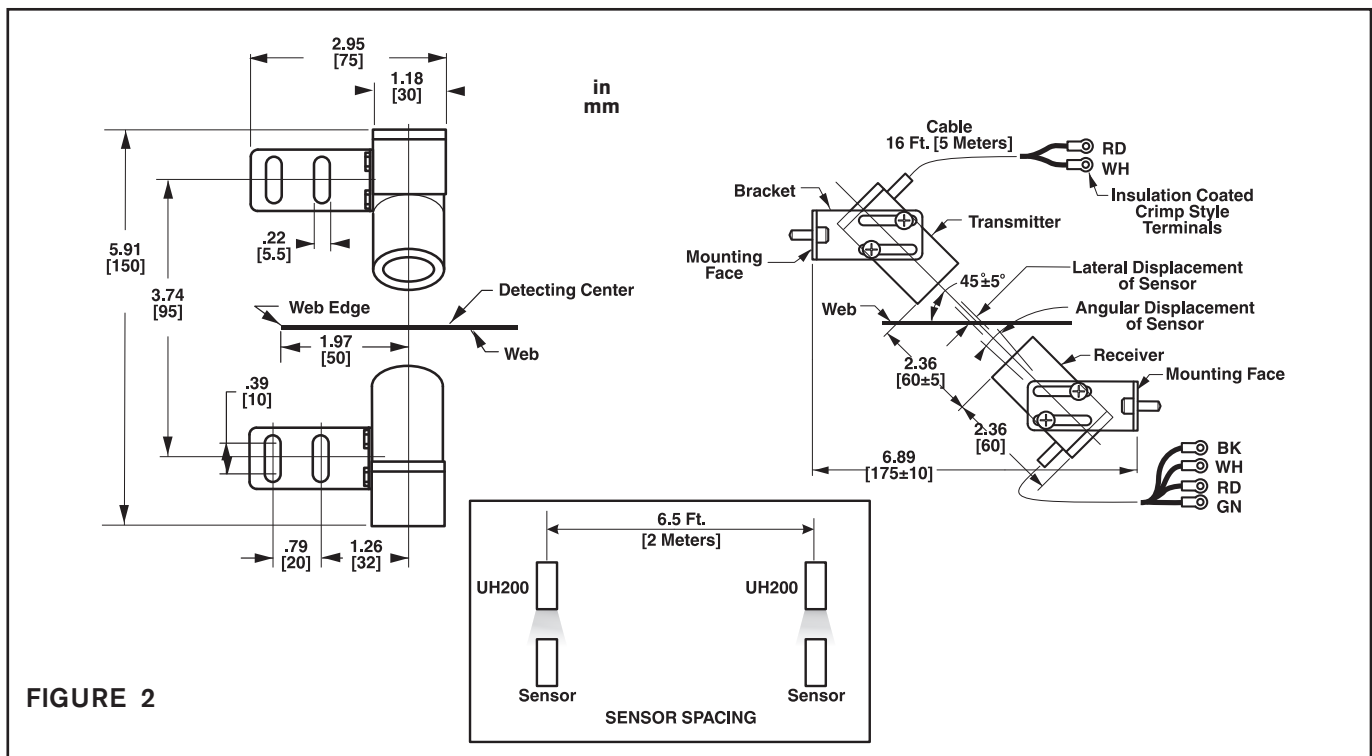 2.95
[75]
1.18
[30]
in
mm
5.91
[150]
3.74
[95]
.22
[5.5]
Web Edge
Detecting Center
1.97
[50]
Web
.39
[10]
.79
[20]
1.26
[32]
Cable
16 Ft. [5 Meters]
RD
WH
Insulation Coated
Crimp Style
Terminals
Bracket
Transmitter
Mounting
Face
45°±5°
Lateral Displacement
of Sensor
Angular Displacement
of Sensor
Web
Receiver
Mounting Face
2.36
[60±5]
2.36
[60]
6.89
[175±10]
BK
WH
RD
GN
6.5 Ft.
[2 Meters]
UH200
UH200
Sensor
Sensor
SENSOR SPACING
FIGURE 2